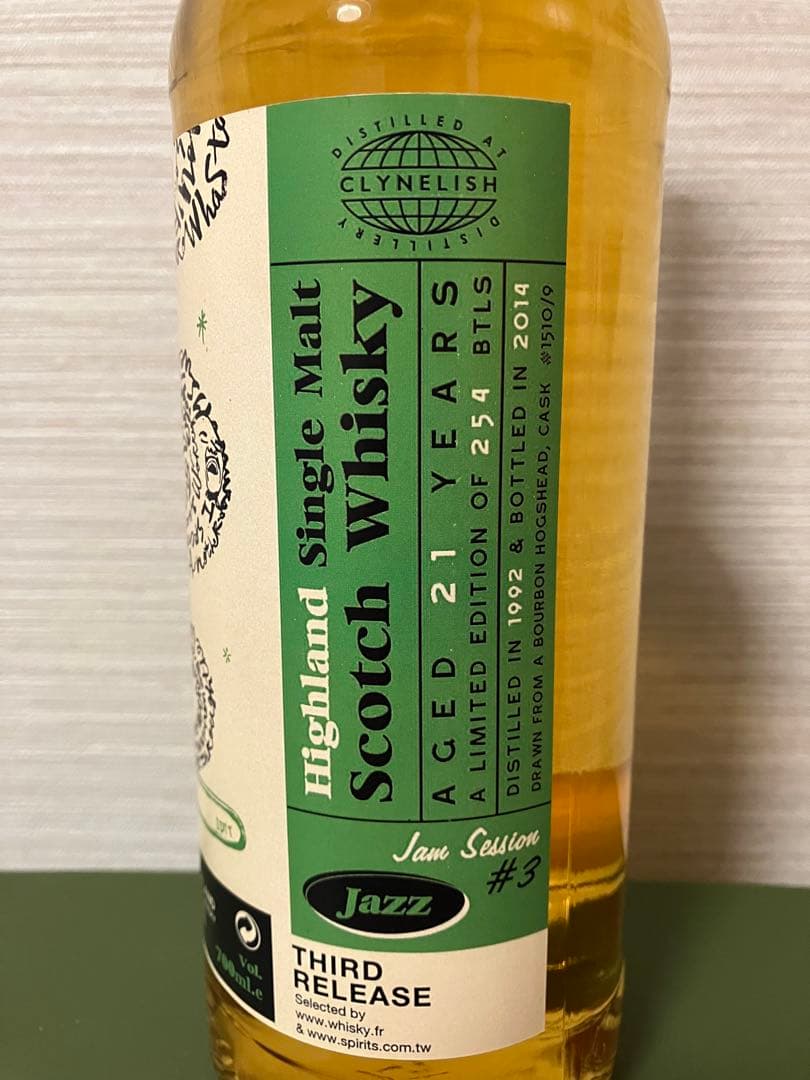 DISTILLED AT
CLYNELISH
DISTILLERY
Highland Single Malt
Scotch Whisky
AGED 21 YEARS
A LIMITED EDITION OF 254 BTLS
DISTILLED IN 1992 & BOTTLED IN 2014
DRAWN FROM A BOURBON HOGSHEAD, CASK #1510/9
Jam Session
#3
Jazz
THIRD
RELEASE
Selected by
www.whisky.fr
& www.spirits.com.tw
Vol.
700ml.e